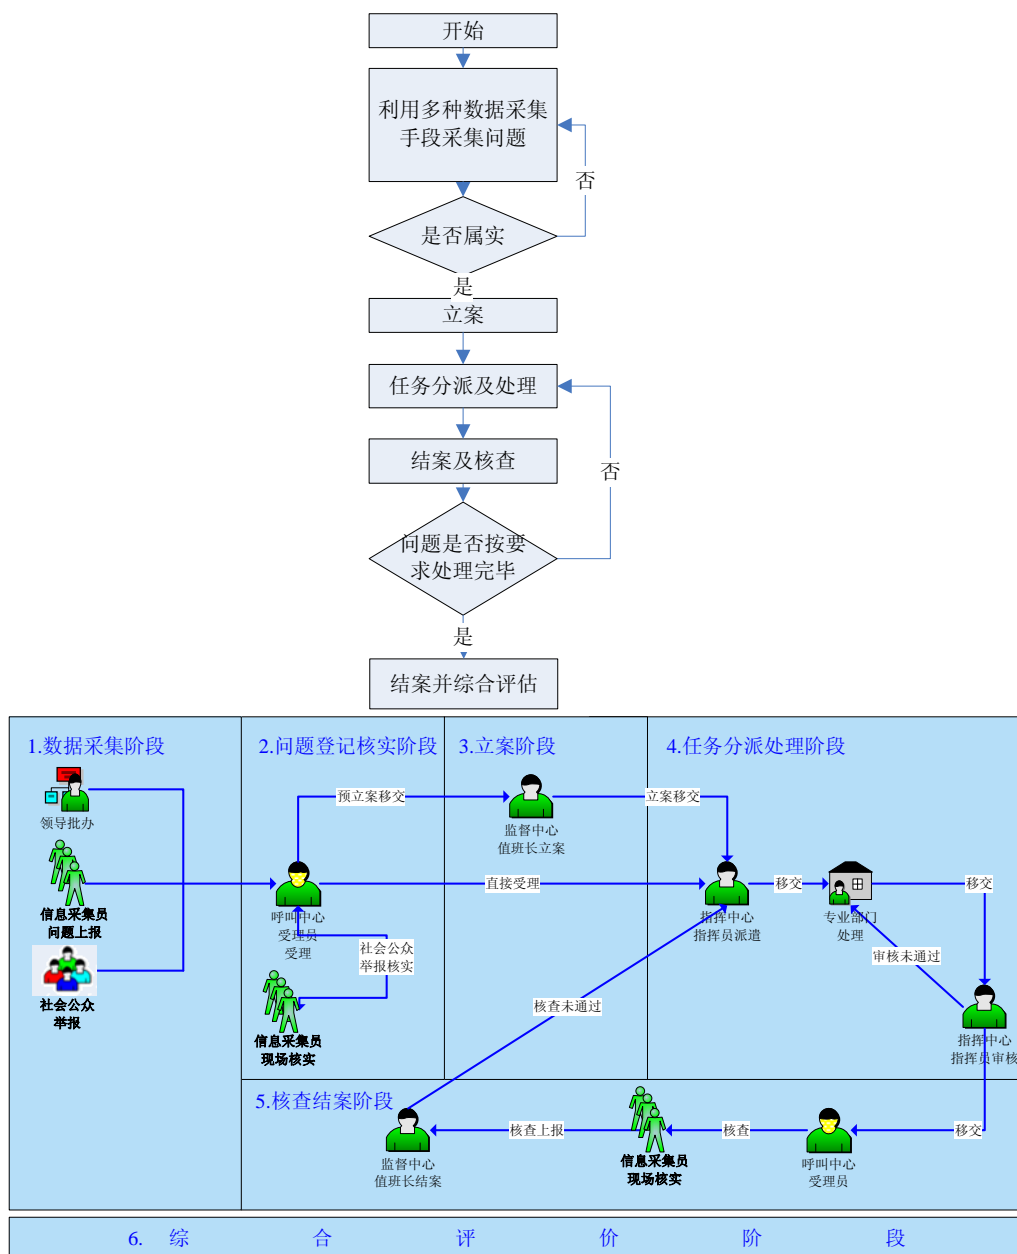 开始
利用多种数据采集
手段采集问题
否
是否属实
是
立案
任务分派及处理
结案及核查
否
问题是否按要
求处理完毕
是
结案并综合评估
1.数据采集阶段
2.问题登记核实阶段
3.立案阶段
4.任务分派处理阶段
领导批办
预立案移交
监督中心
值班长立案
立案移交
信息采集员
问题上报
呼叫中心
受理员
受理
直接受理
指挥中心
指挥员派遣
移交
专业部门
处理
移交
社会公众
举报
社会公众
举报核实
审核未通过
信息采集员
现场核实
核查未通过
指挥中心
指挥员审核
5.核查结案阶段
监督中心
值班长结案
核查上报
信息采集员
现场核实
核查
呼叫中心
受理员
移交
6. 综 合 评 价 阶 段